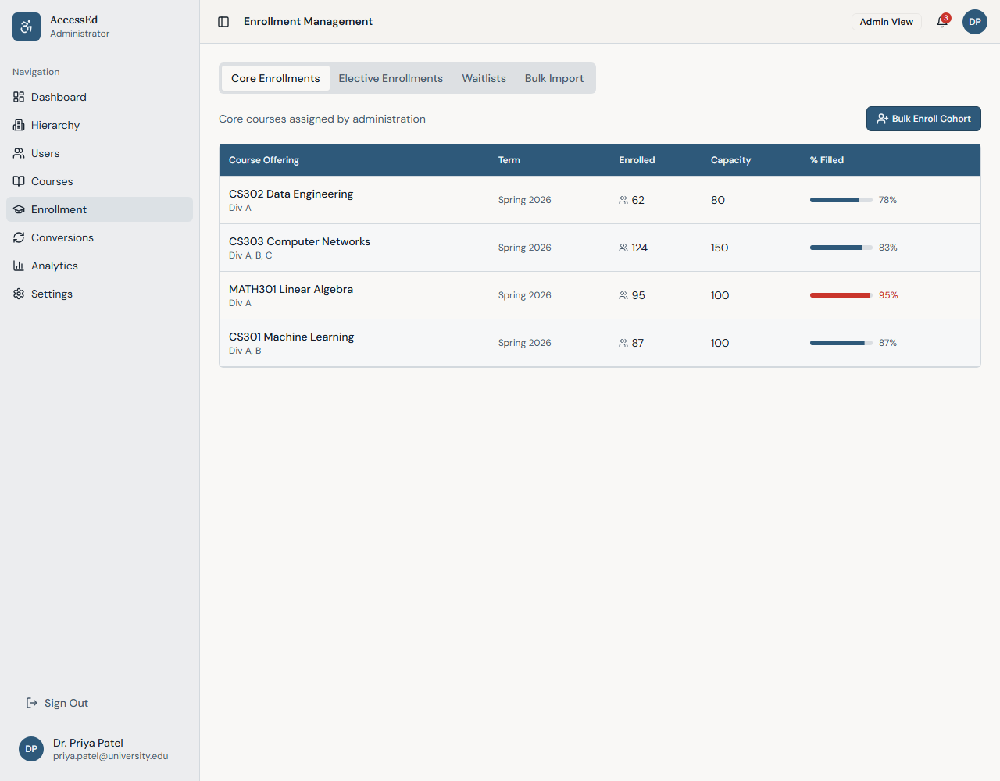 AccessEd
Administrator
Navigation
Dashboard
Hierarchy
Users
Courses
Enrollment
Conversions
Analytics
Settings
Sign Out
DP
Dr. Priya Patel
priya.patel@university.edu
Enrollment Management
Admin View
3
DP
Core Enrollments
Elective Enrollments
Waitlists
Bulk Import
Core courses assigned by administration
Bulk Enroll Cohort
Course Offering Term Enrolled Capacity % Filled
CS302 Data Engineering
Div A
Spring 2026 62 80 78%
CS303 Computer Networks
Div A, B, C
Spring 2026 124 150 83%
MATH301 Linear Algebra
Div A
Spring 2026 95 100 95%
CS301 Machine Learning
Div A, B
Spring 2026 87 100 87%